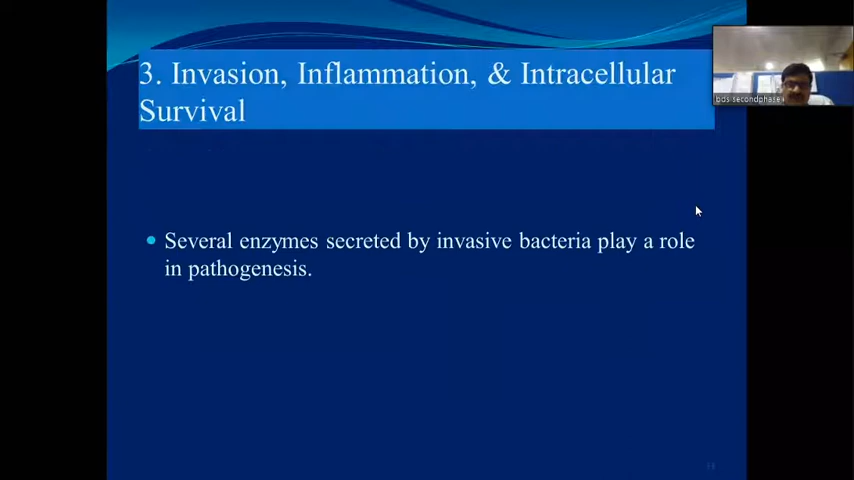 3. Invasion, Inflammation, & Intracellular
Survival
bds secondphase
Several enzymes secreted by invasive bacteria play a role
in pathogenesis.